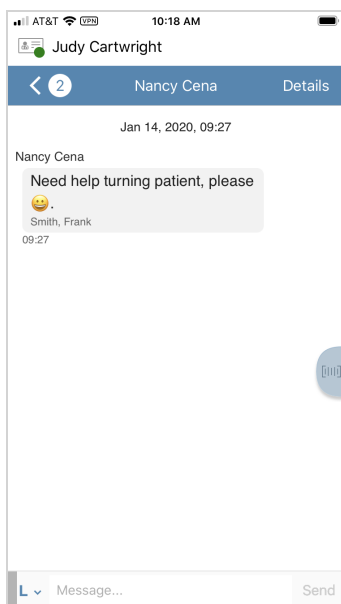 AT&T VPN 10:18 AM
Judy Cartwright
2 Nancy Cena Details
Jan 14, 2020, 09:27
Nancy Cena
Need help turning patient, please
😀.
Smith, Frank
09:27
L Message... Send